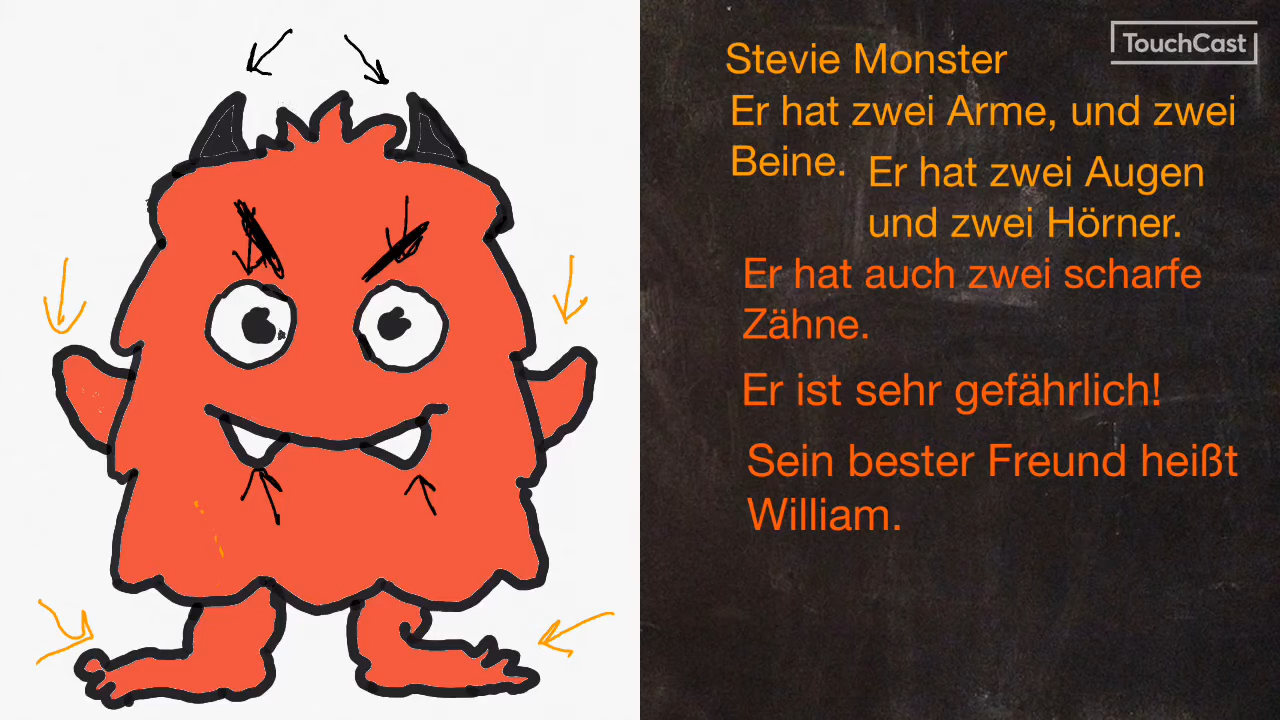 TouchCast
Stevie Monster
Er hat zwei Arme, und zwei
Beine.
Er hat zwei Augen
und zwei Hörner.
Er hat auch zwei scharfe
Zähne.
Er ist sehr gefährlich!
Sein bester Freund heißt
William.